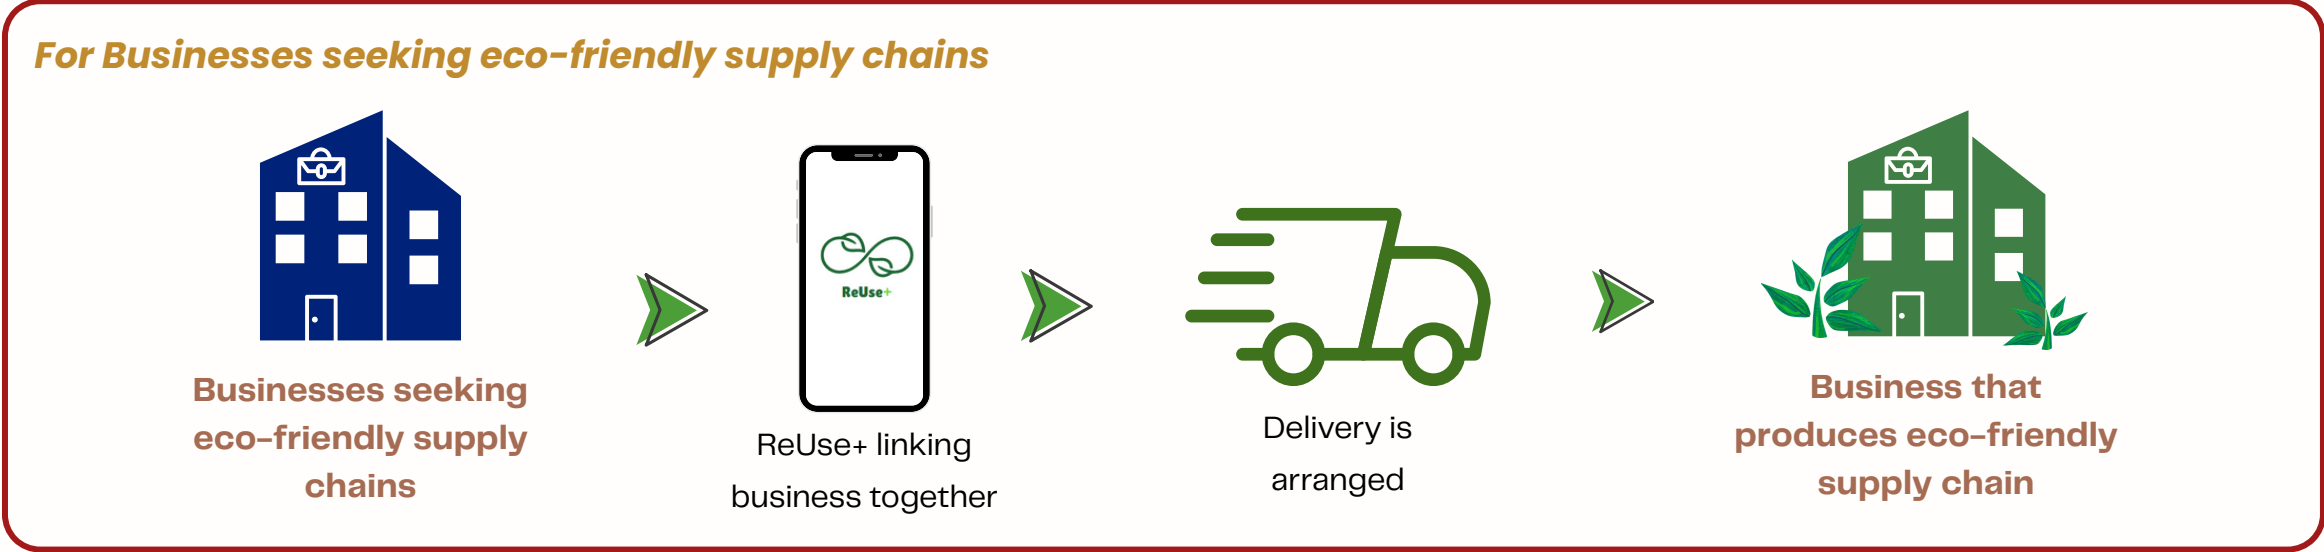 For Businesses seeking eco-friendly supply chains
Businesses seeking
eco-friendly supply
chains
ReUse+
ReUse+ linking
business together
Delivery is
arranged
Business that
produces eco-friendly
supply chain